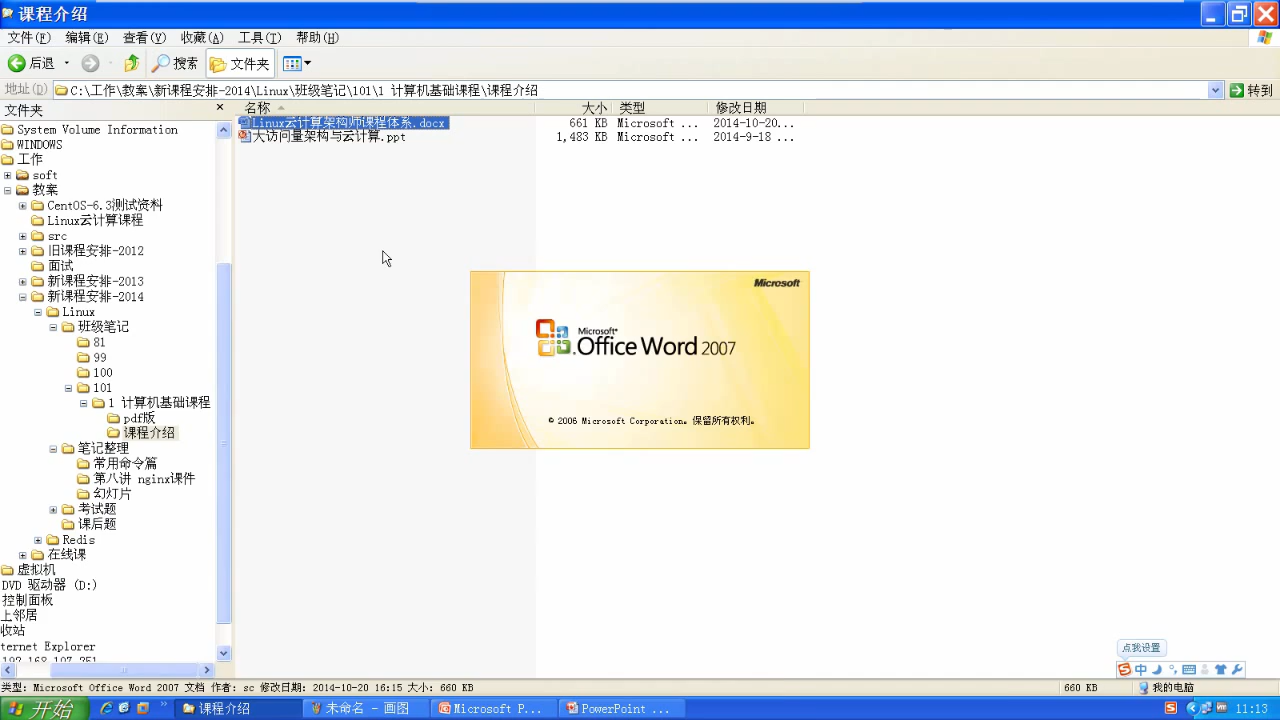 课程介绍
文件(F) 编辑(E) 查看(V) 收藏(A) 工具(T) 帮助(H)
后退 搜索 文件夹
地址(D) C:\工作\教案\新课程安排-2014\Linux\班级笔记\101\1 计算机基础课程\课程介绍 转到
文件夹
名称 大小 类型 修改日期
Linux云计算架构师课程体系.docx 661 KB Microsoft ... 2014-10-20...
大访问量架构与云计算.ppt 1,483 KB Microsoft ... 2014-9-18 ...
System Volume Information
WINDOWS
工作
soft
教案
CentOS-6.3测试资料
Linux云计算课程
src
旧课程安排-2012
面试
新课程安排-2013
新课程安排-2014
Linux
班级笔记
81
99
100
101
1 计算机基础课程
pdf版
课程介绍
笔记整理
常用命令篇
第八讲 nginx课件
幻灯片
考试题
课后题
Redis
在线课
虚拟机
DVD 驱动器 (D:)
控制面板
上邻居
收站
ternet Explorer
192.168.107.251
Microsoft
Microsoft®
Office Word 2007
© 2006 Microsoft Corporation。保留所有权利。
点我设置
中
类型: Microsoft Office Word 2007 文档 作者: sc 修改日期: 2014-10-20 16:15 大小: 660 KB 660 KB 我的电脑
开始 课程介绍 未命名 - 画图 Microsoft P... PowerPoint ... 11:13